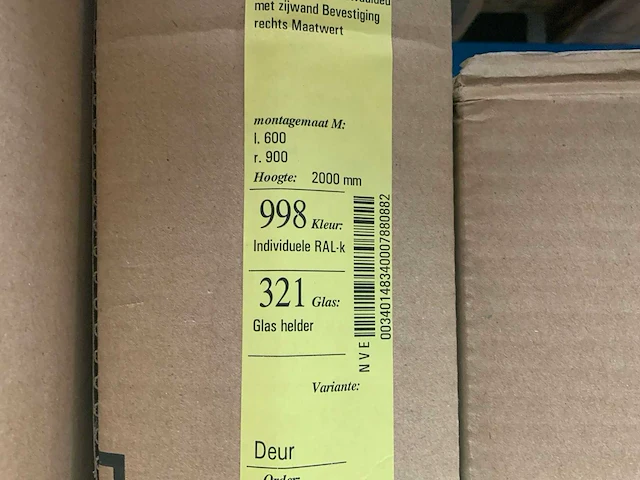 met zijwand Bevestiging
rechts Maatwert
montagemaat M:
l. 600
r. 900
Hoogte: 2000 mm
998 Kleur:
Individuele RAL-k
321 Glas:
Glas helder
NVE 00340148340007880882
Variante:
Deur
Order: